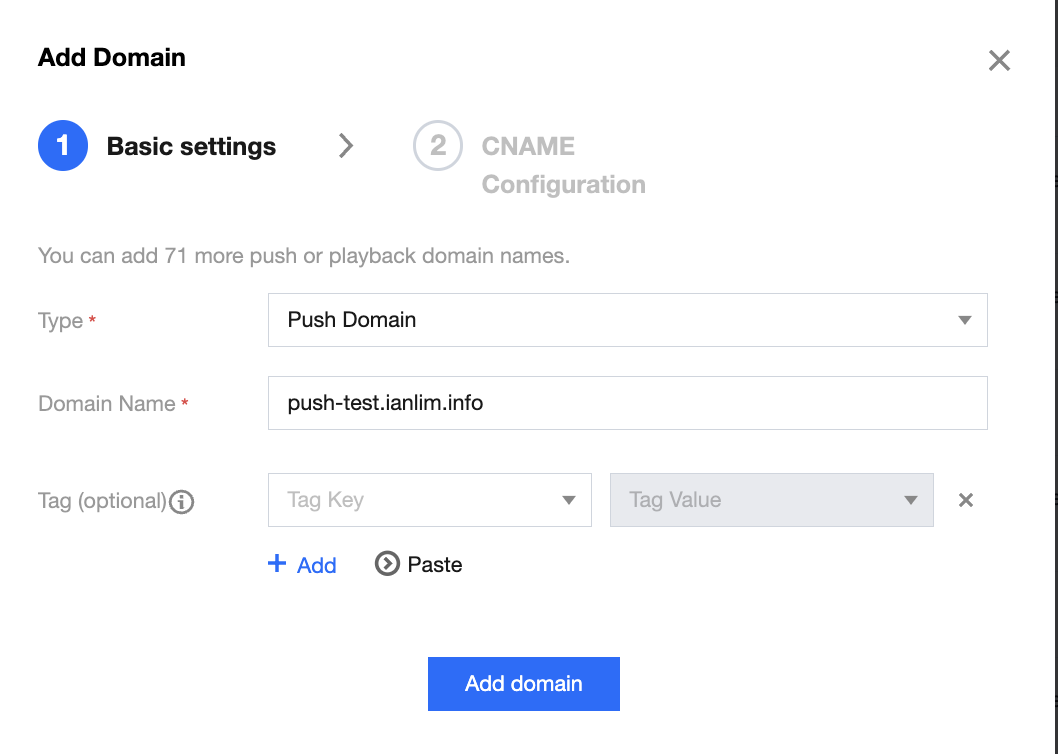 Add Domain
1 Basic settings
2 CNAME
Configuration
You can add 71 more push or playback domain names.
Type *
Push Domain
Domain Name *
push-test.ianlim.info
Tag (optional)
Tag Key
Tag Value
+ Add
Paste
Add domain